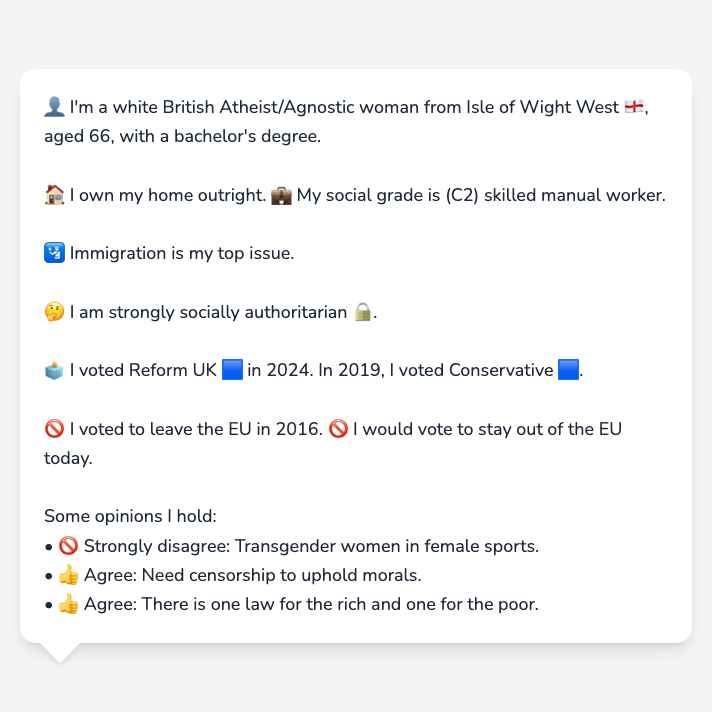 👤 I'm a white British Atheist/Agnostic woman from Isle of Wight West 🏴󠁧󠁢󠁥󠁮󠁧󠁿,
aged 66, with a bachelor's degree.
🏠 I own my home outright. 💼 My social grade is (C2) skilled manual worker.
🛂 Immigration is my top issue.
🤔 I am strongly socially authoritarian 🔒.
🗳️ I voted Reform UK 🟦 in 2024. In 2019, I voted Conservative 🟦.
🚫 I voted to leave the EU in 2016. 🚫 I would vote to stay out of the EU
today.
Some opinions I hold:
• 🚫 Strongly disagree: Transgender women in female sports.
• 👍 Agree: Need censorship to uphold morals.
• 👍 Agree: There is one law for the rich and one for the poor.